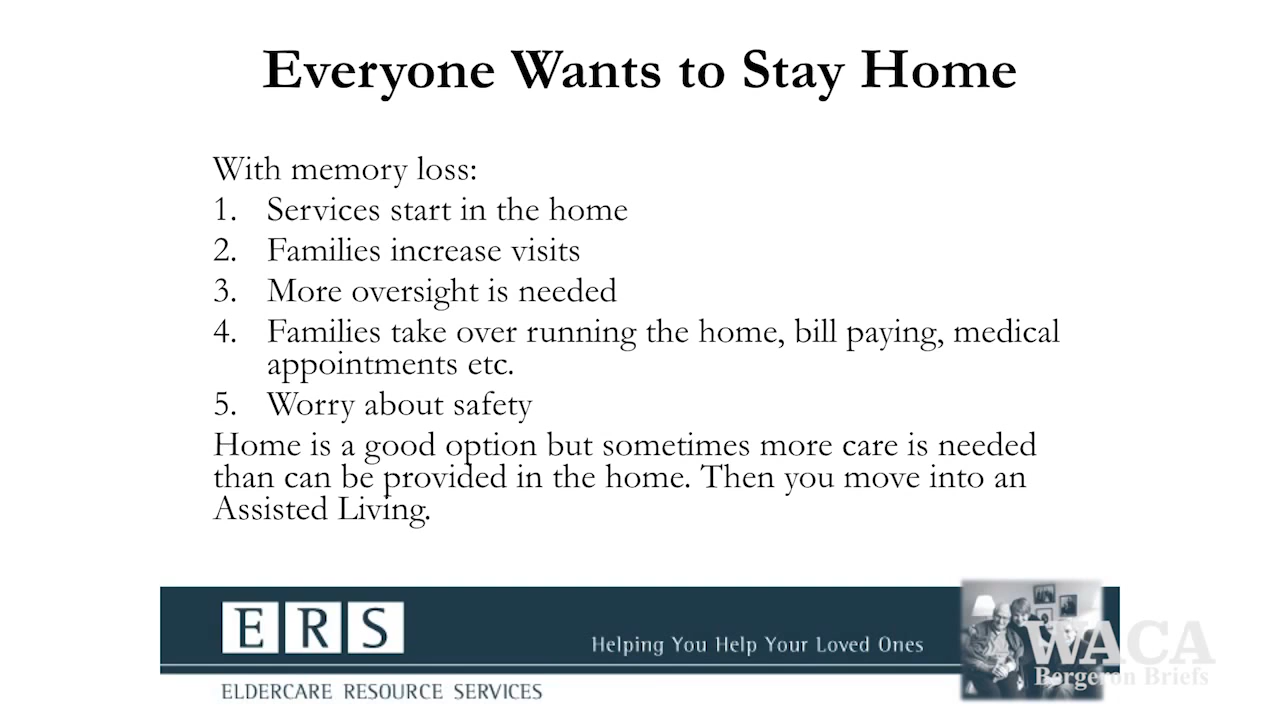 Everyone Wants to Stay Home
With memory loss:
1. Services start in the home
2. Families increase visits
3. More oversight is needed
4. Families take over running the home, bill paying, medical
appointments etc.
5. Worry about safety
Home is a good option but sometimes more care is needed
than can be provided in the home. Then you move into an
Assisted Living.
ERS
Helping You Help Your Loved Ones
WACA
Bergeron Briefs
ELDERCARE RESOURCE SERVICES